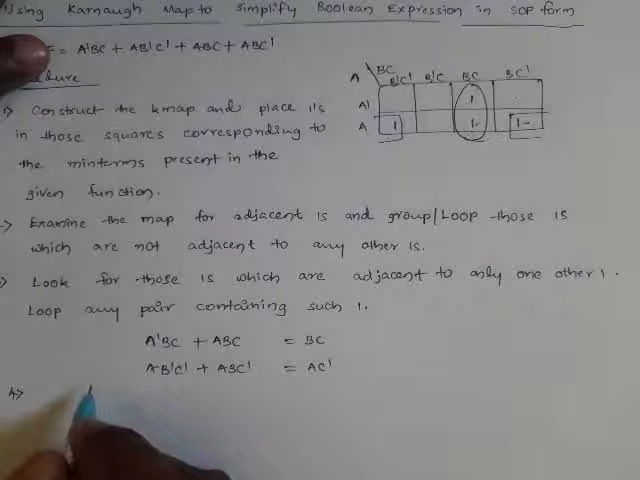 Using Karnaugh Map to simplify Boolean Expression in SOP form
F = A'BC + AB'C' + ABC + ABC'
A \ BC
B'C' B'C BC BC'
A' 1
A 1 1 1
1> Construct the kmap and place 1's
in those squares corresponding to
the minterms present in the
given function.
Examine the map for adjacent 1s and group/Loop those 1s
which are not adjacent to any other 1s.
Look for those 1s which are adjacent to only one other 1.
Loop any pair containing such 1.
A'BC + ABC = BC
AB'C' + ABC' = AC'
4>